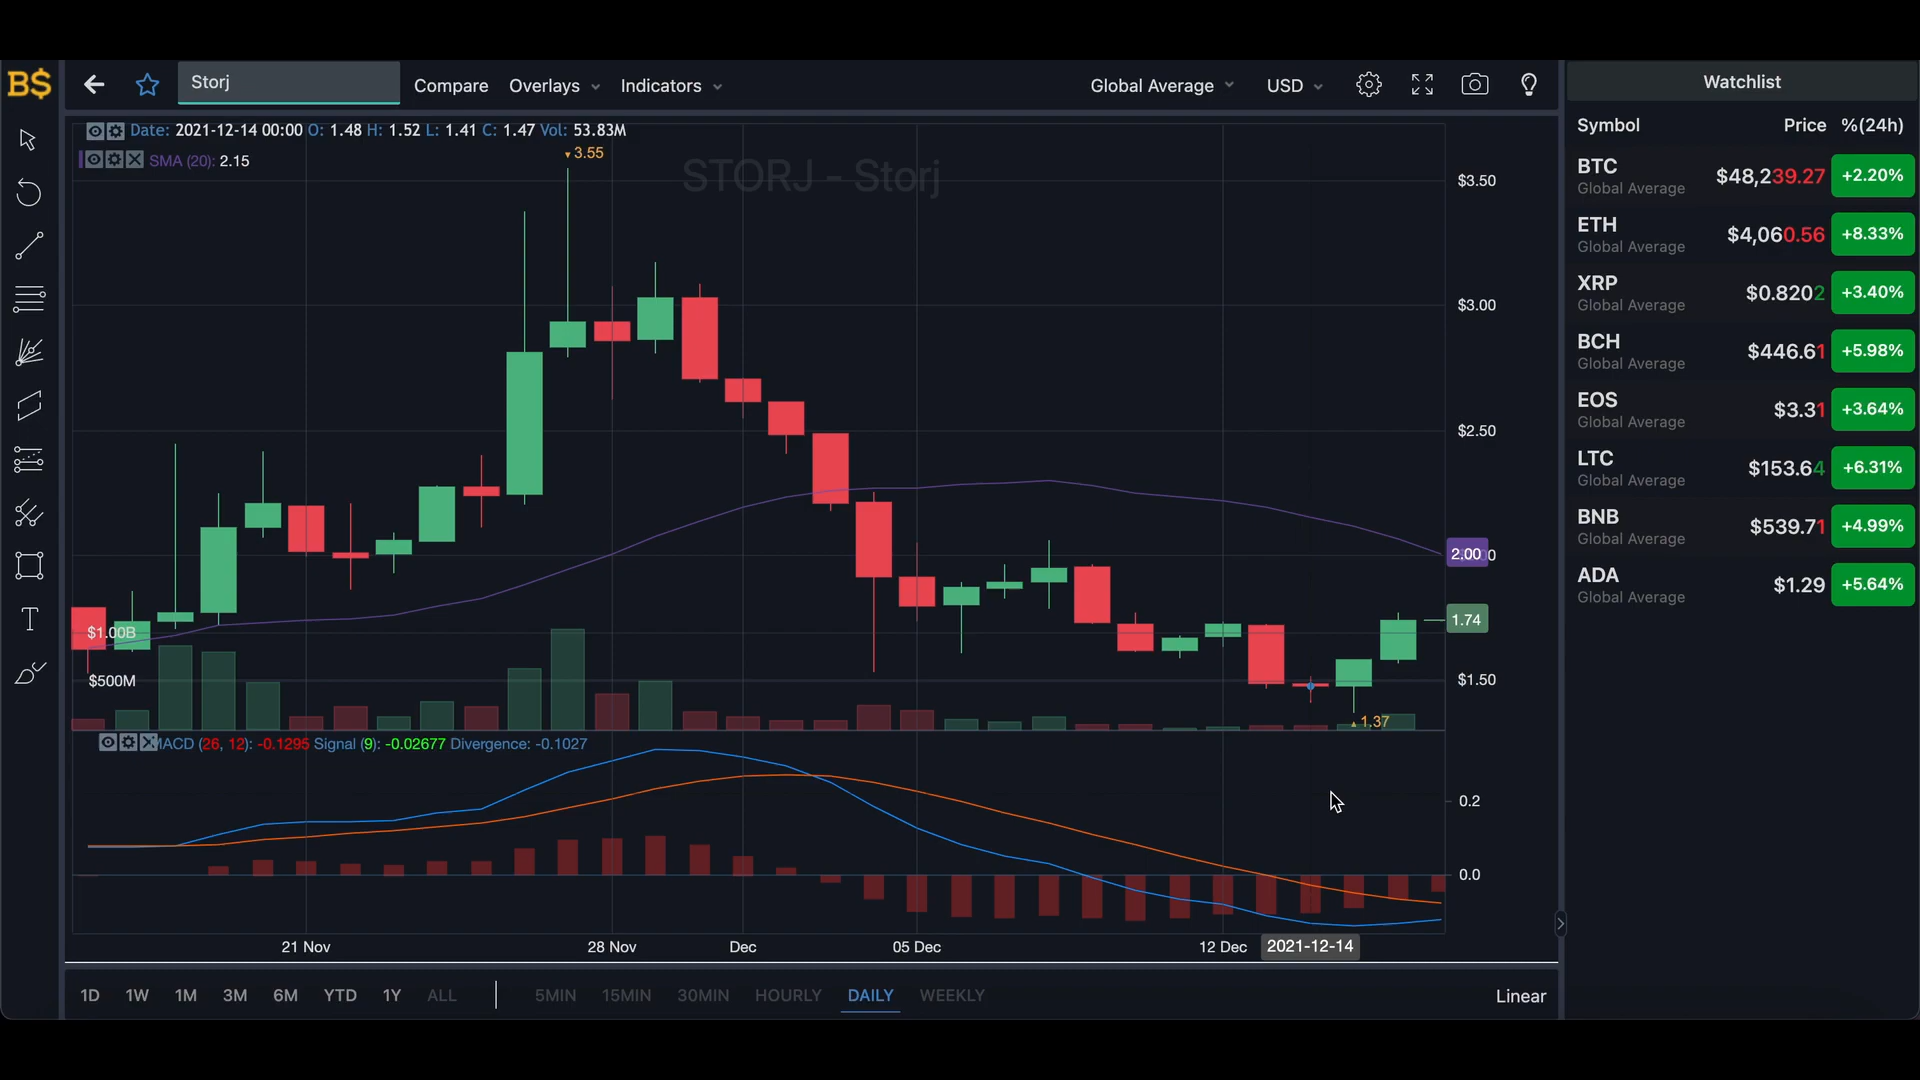 B$
Storj
Compare
Overlays
Indicators
Global Average
USD
Watchlist
Date: 2021-12-14 00:00 O: 1.48 H: 1.52 L: 1.41 C: 1.47 Vol: 53.83M
SMA (20): 2.15
3.55
STORJ - Storj
$3.50
$3.00
$2.50
2.00
1.74
$1.50
1.37
$1.00B
$500M
MACD (26, 12): -0.1295 Signal (9): -0.02677 Divergence: -0.1027
0.2
0.0
21 Nov
28 Nov
Dec
05 Dec
12 Dec
2021-12-14
1D 1W 1M 3M 6M YTD 1Y ALL
5MIN 15MIN 30MIN HOURLY DAILY WEEKLY
Linear
Symbol Price %(24h)
BTC $48,239.27 +2.20%
Global Average
ETH $4,060.56 +8.33%
Global Average
XRP $0.8202 +3.40%
Global Average
BCH $446.61 +5.98%
Global Average
EOS $3.31 +3.64%
Global Average
LTC $153.64 +6.31%
Global Average
BNB $539.71 +4.99%
Global Average
ADA $1.29 +5.64%
Global Average
T